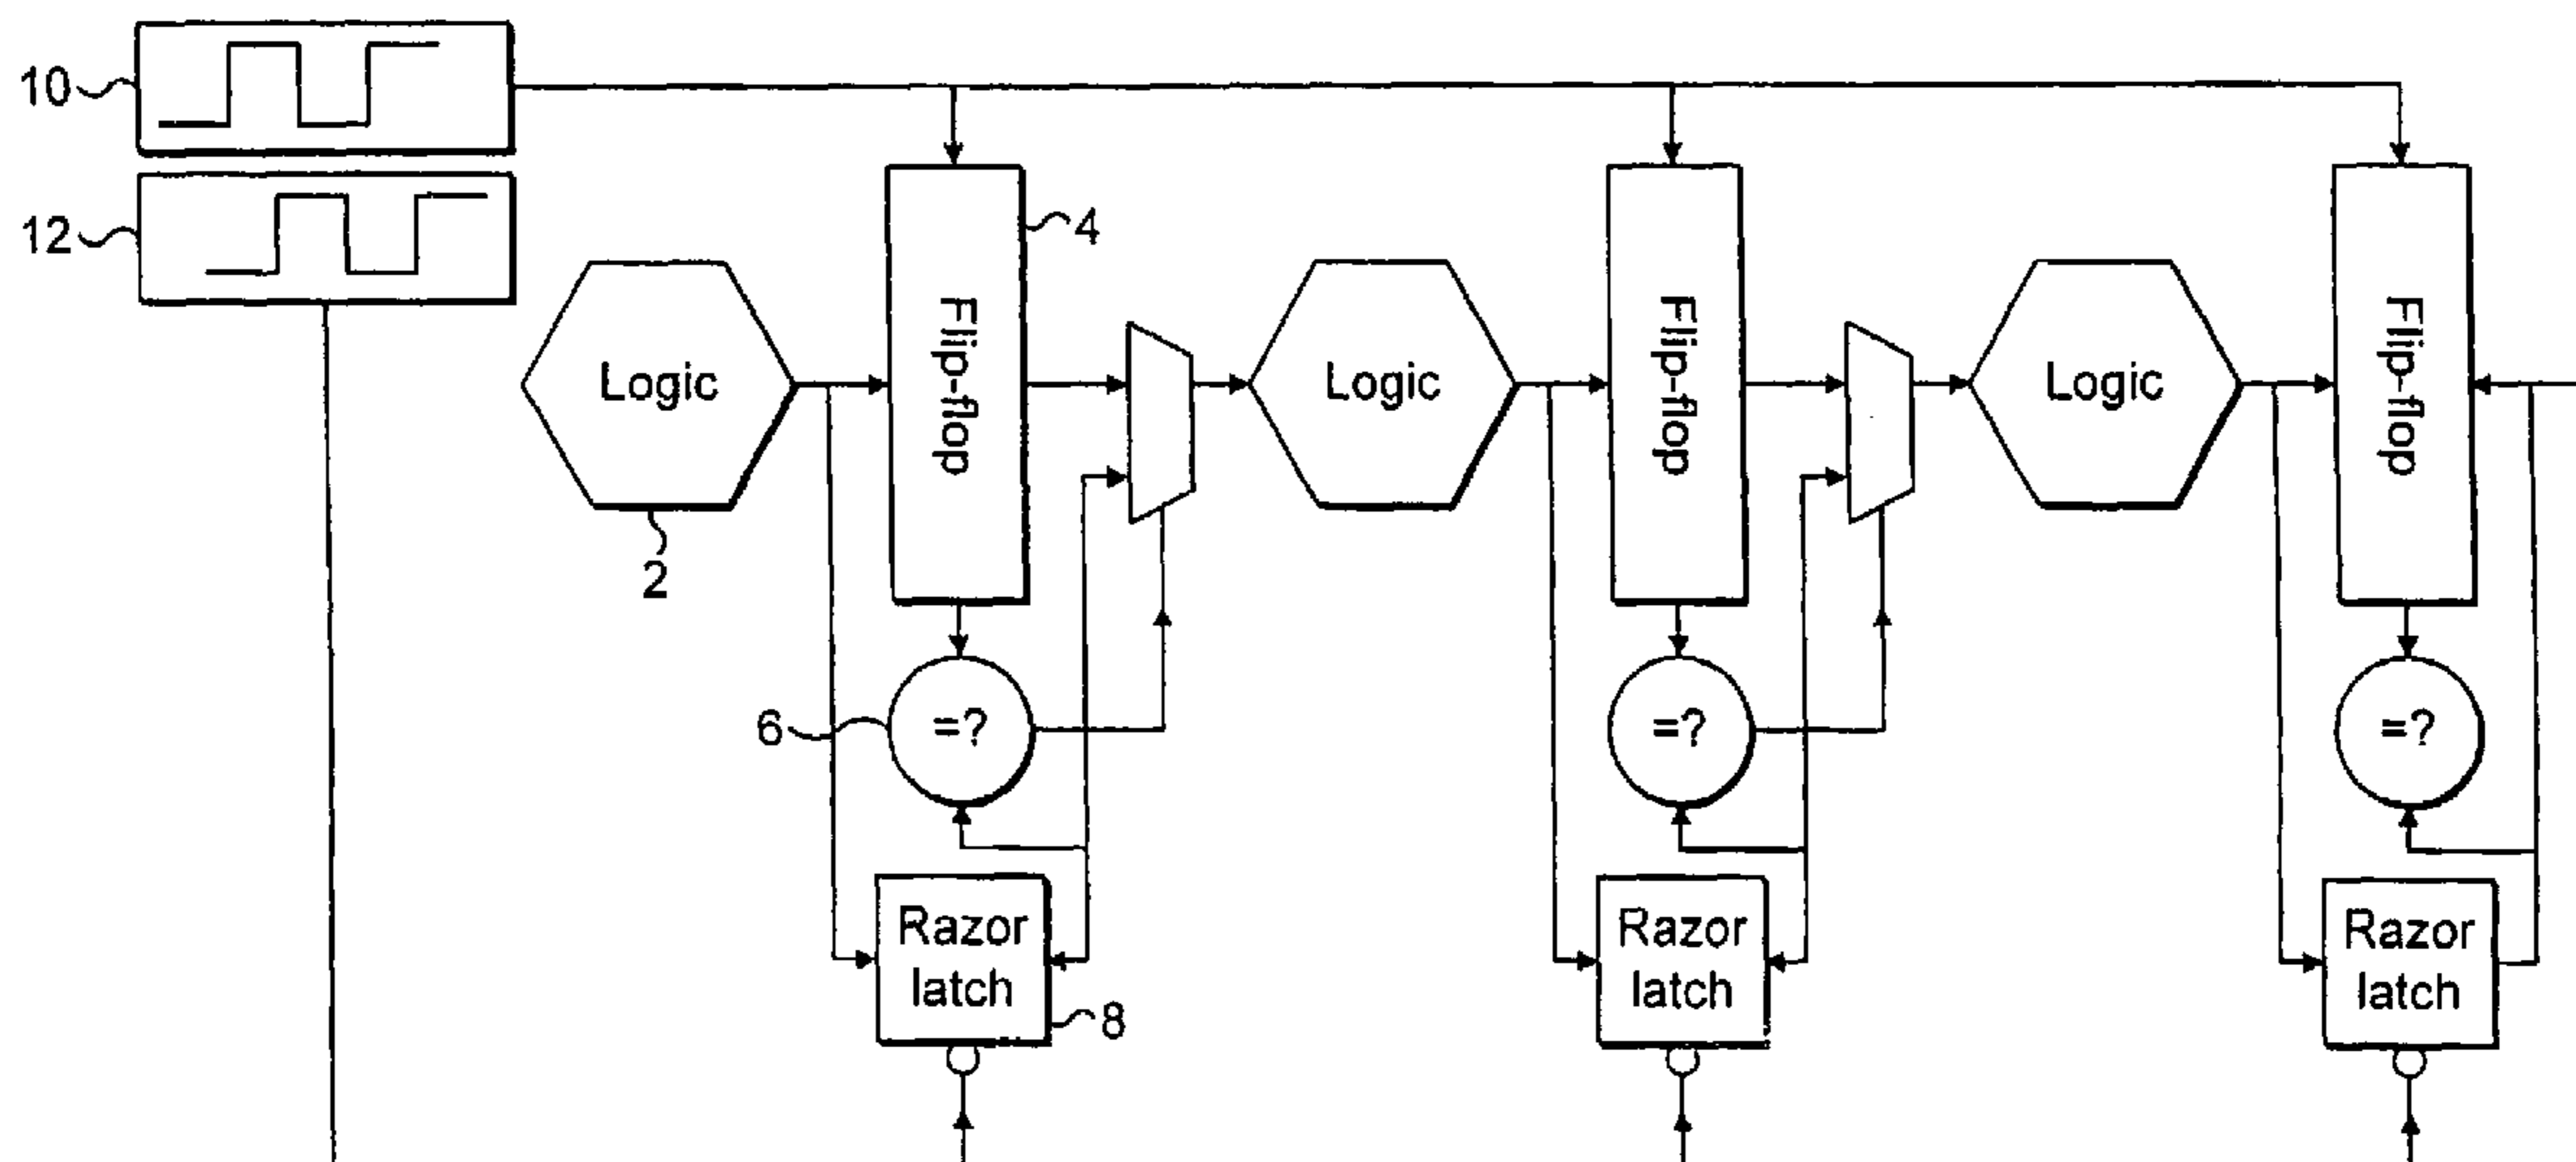 10
12
4
Logic
Flip-flop
Logic
Flip-flop
Logic
Flip-flop
2
6
=?
=?
=?
Razor
latch
8
Razor
latch
Razor
latch